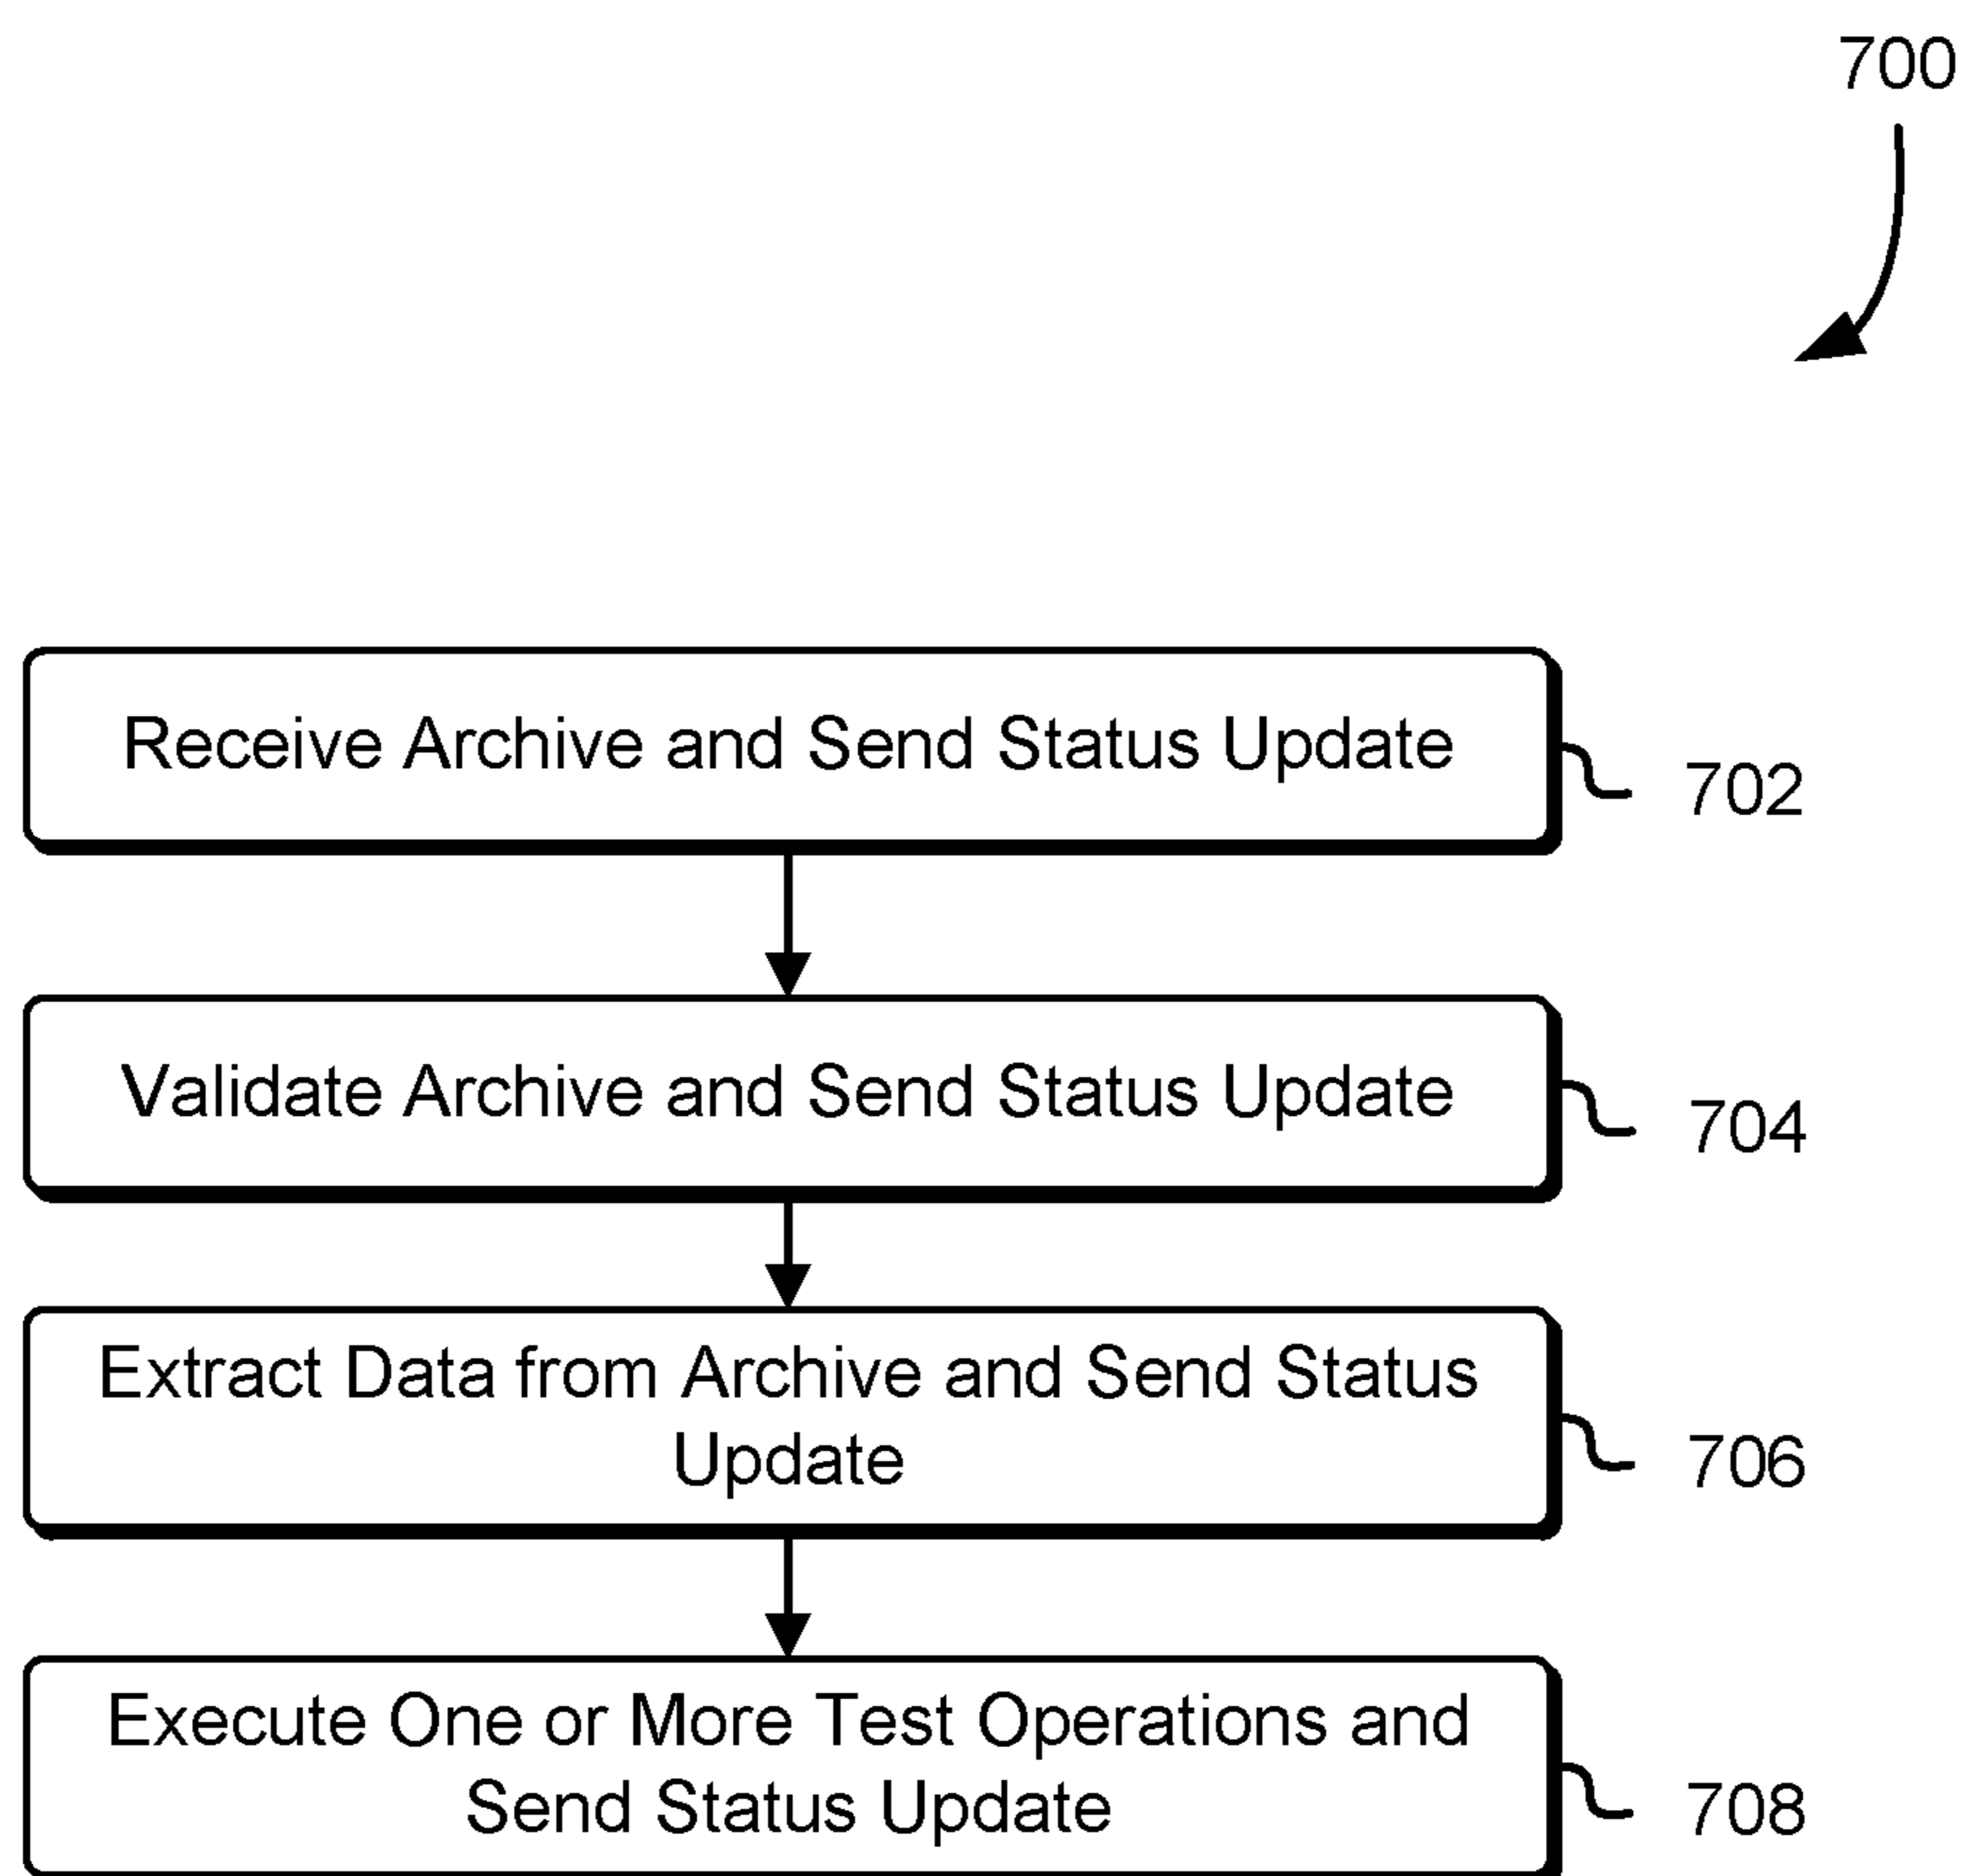 700
Receive Archive and Send Status Update
702
Validate Archive and Send Status Update
704
Extract Data from Archive and Send Status
Update
706
Execute One or More Test Operations and
Send Status Update
708